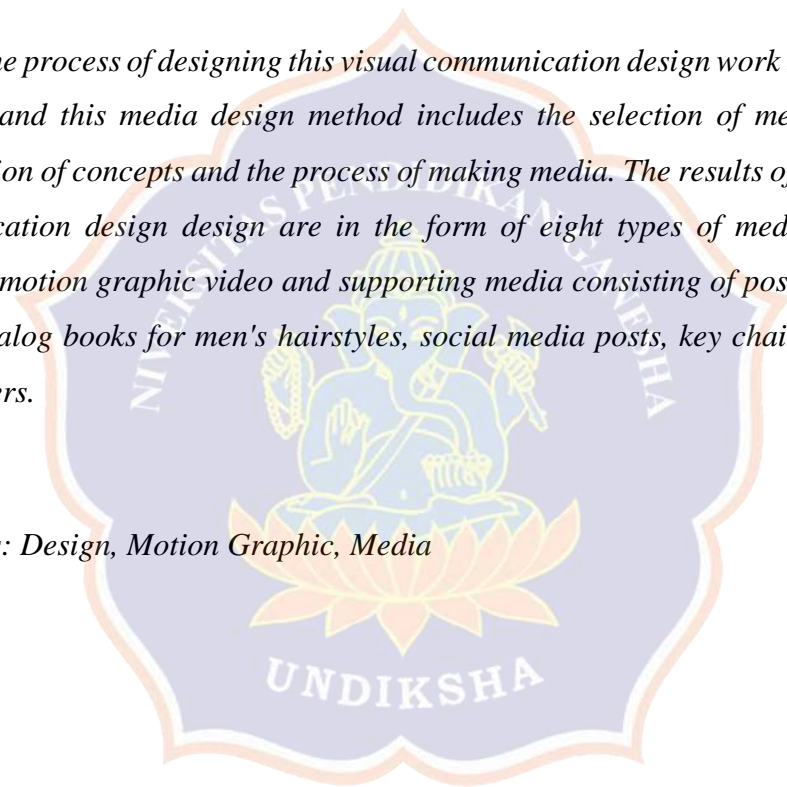 he process of designing this visual communication design work
and this media design method includes the selection of me
ion of concepts and the process of making media. The results of
cation design design are in the form of eight types of med
motion graphic video and supporting media consisting of pos
alog books for men's hairstyles, social media posts, key chai
ers.
: Design, Motion Graphic, Media
NIVERSITAS PENDIDIKAN GANESHA
UNDIKSHA